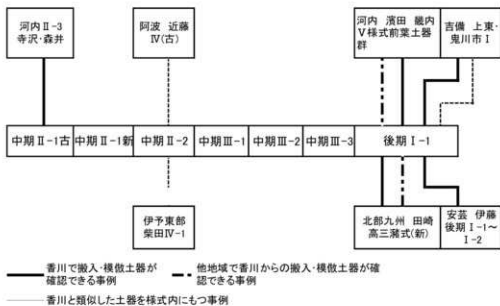 河内Ⅱ-3
寺沢・森井
阿波 近藤
Ⅳ(古)
河内 濱田 畿内
Ⅴ様式前葉土器
群
吉備 上東・
鬼川市Ⅰ
中期Ⅱ-1古
中期Ⅱ-1新
中期Ⅱ-2
中期Ⅲ-1
中期Ⅲ-2
中期Ⅲ-3
後期Ⅰ-1
伊予東部
柴田Ⅳ-1
北部九州 田崎
高三潴式(新)
安芸 伊藤
後期Ⅰ-1～
Ⅰ-2
香川で搬入・模倣土器が
確認できる事例
他地域で香川からの搬入・模倣土器が確
認できる事例
香川と類似した土器を様式内にもつ事例